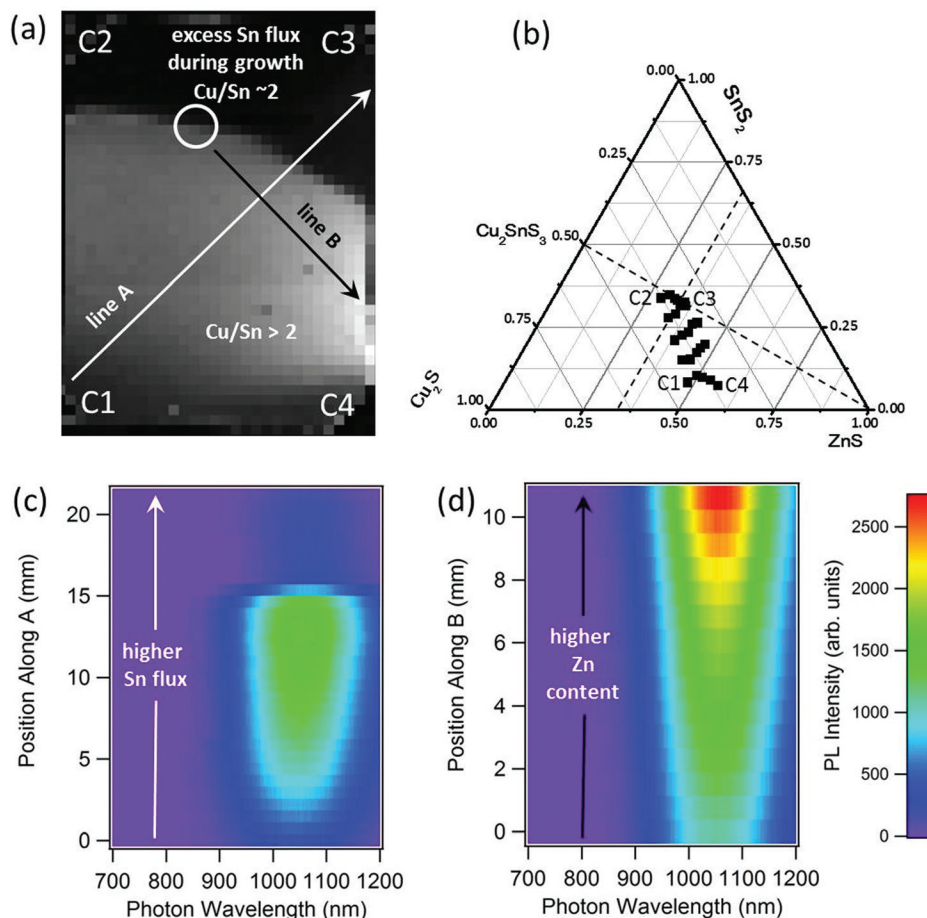 (a)
C2
excess Sn flux
during growth
Cu/Sn ~2
C3
line A
line B
Cu/Sn > 2
C1
C4
(b)
0.00
1.00
SnS2
0.25
0.75
Cu2SnS3
0.50
0.50
C2
C3
0.75
0.25
Cu2S
C1
C4
1.00
0.00
0.00
0.25
0.50
0.75
1.00
ZnS
(c)
Position Along A (mm)
20
15
10
5
0
higher
Sn flux
700
800
900
1000
1100
1200
Photon Wavelength (nm)
(d)
Position Along B (mm)
10
8
6
4
2
0
higher
Zn
content
700
800
900
1000
1100
1200
Photon Wavelength (nm)
PL Intensity (arb. units)
2500
2000
1500
1000
500
0